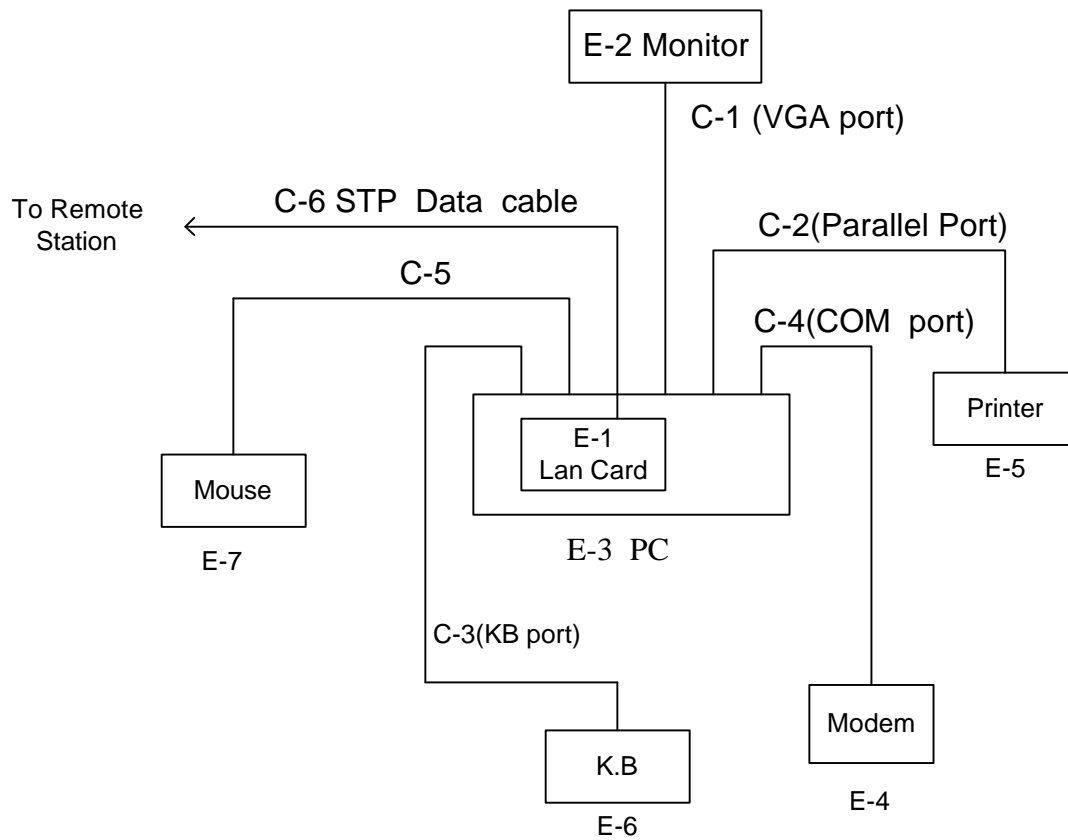 E-2 Monitor
C-1 (VGA port)
C-6 STP Data cable
To Remote
Station
C-2(Parallel Port)
C-5
C-4(COM port)
Printer
E-5
E-1
Lan Card
Mouse
E-7
E-3 PC
C-3(KB port)
Modem
E-4
K.B
E-6